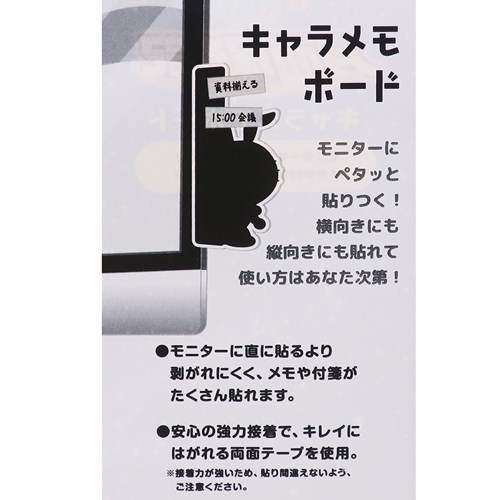 キャラメモ
ボード
資料揃える
15:00 会議
モニターに
ペタッと
貼りつく！
横向きにも
縦向きにも貼れて
使い方はあなた次第！
●モニターに直に貼るより
剥がれにくく、メモや付箋が
たくさん貼れます。
●安心の強力接着で、キレイに
はがれる両面テープを使用。
※接着力が強いため、貼り間違えないよう、
ご注意ください。